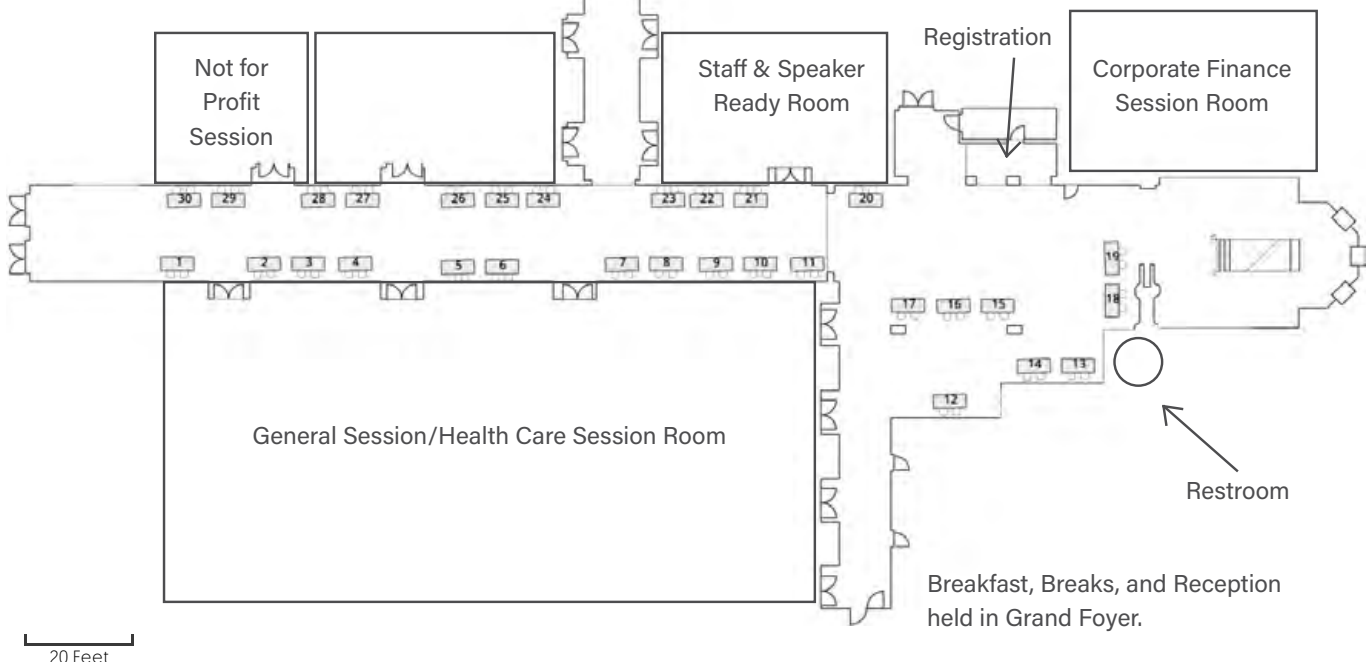 Registration
Not for
Profit
Session
Staff & Speaker
Ready Room
Corporate Finance
Session Room
30 29 28 27 26 25 24 23 22 21 20
1 2 3 4 5 6 7 8 9 10 11
19
18
17 16 15
14 13
12
General Session/Health Care Session Room
Restroom
Breakfast, Breaks, and Reception
held in Grand Foyer.
20 Feet